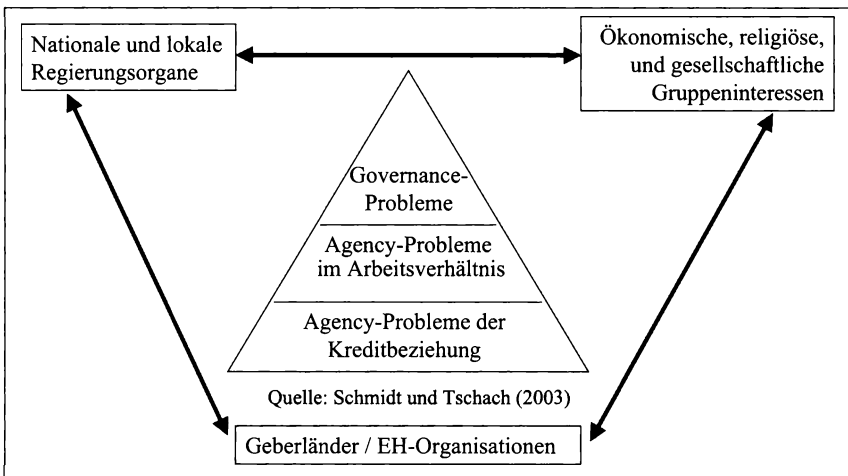 Nationale und lokale
Regierungsorgane
Ökonomische, religiöse,
und gesellschaftliche
Gruppeninteressen
Governance-
Probleme
Agency-Probleme
im Arbeitsverhältnis
Agency-Probleme der
Kreditbeziehung
Quelle: Schmidt und Tschach (2003)
Geberländer / EH-Organisationen